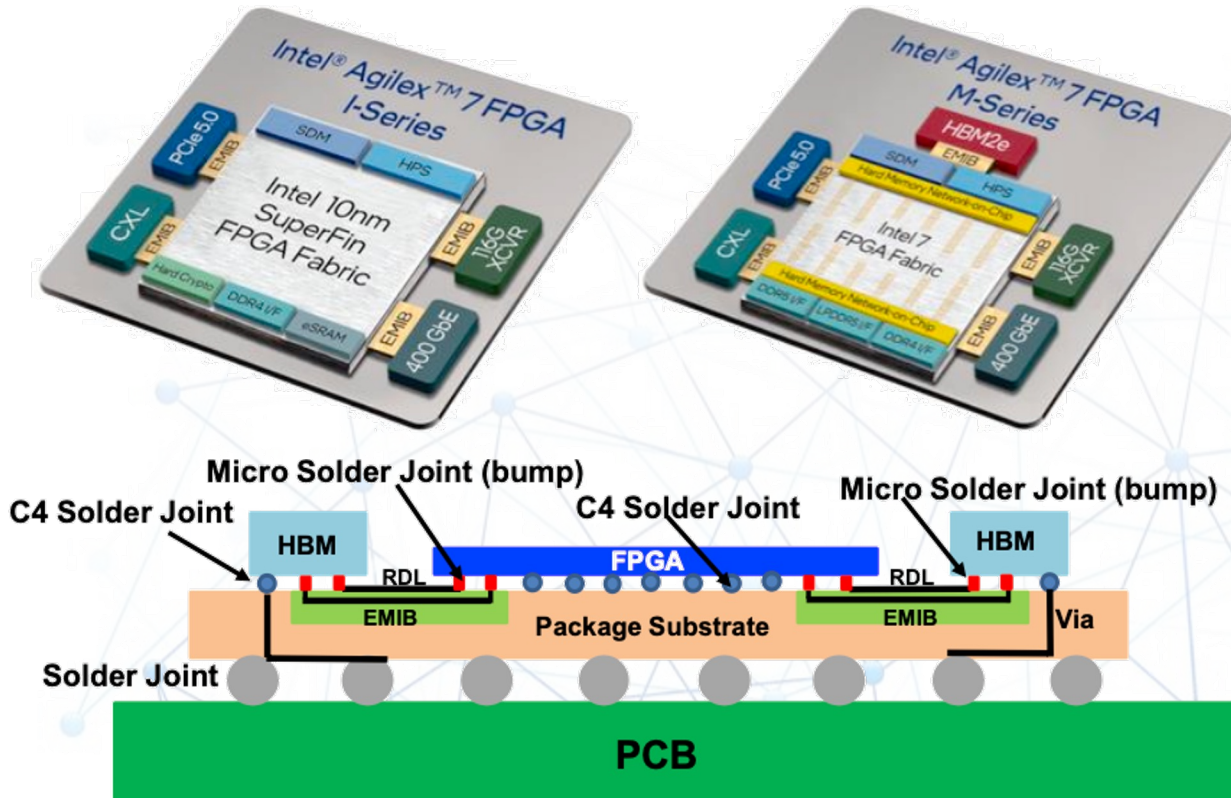 Intel® Agilex™ 7 FPGA
I-Series
PCIe 5.0
EMIB
SDM
HPS
CXL
EMIB
Intel 10nm
SuperFin
FPGA Fabric
EMIB
116G
XCVR
Hard Crypto
DDR4 I/F
eSRAM
EMIB
400 GbE
Intel® Agilex™ 7 FPGA
M-Series
HBM2e
EMIB
PCIe 5.0
EMIB
SDM
HPS
Hard Memory Network-on-Chip
CXL
EMIB
Intel 7
FPGA Fabric
EMIB
116G
XCVR
Hard Memory Network-on-Chip
DDR5 I/F
LPDDR5 I/F
DDR4 I/F
EMIB
400 GbE
Micro Solder Joint (bump)
C4 Solder Joint
C4 Solder Joint
Micro Solder Joint (bump)
HBM
FPGA
HBM
RDL
RDL
EMIB
Package Substrate
EMIB
Via
Solder Joint
PCB